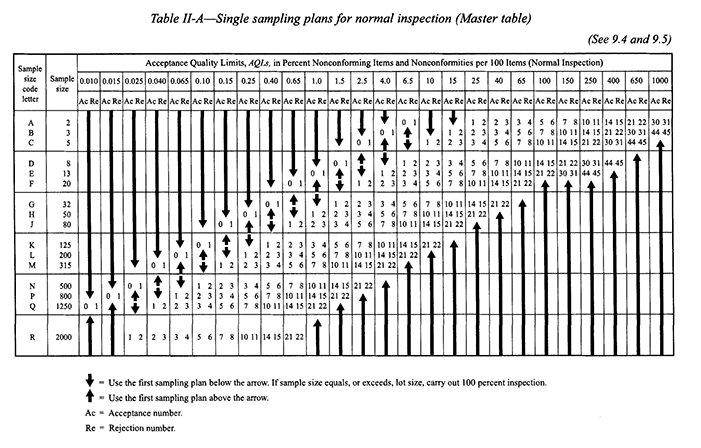 Table II-A—Single sampling plans for normal inspection (Master table)
(See 9.4 and 9.5)
Sample size code letter
Sample size
Acceptance Quality Limits, AQLs, in Percent Nonconforming Items and Nonconformities per 100 Items (Normal Inspection)
0.010 0.015 0.025 0.040 0.065 0.10 0.15 0.25 0.40 0.65 1.0 1.5 2.5 4.0 6.5 10 15 25 40 65 100 150 250 400 650 1000
Ac Re Ac Re Ac Re Ac Re Ac Re Ac Re Ac Re Ac Re Ac Re Ac Re Ac Re Ac Re Ac Re Ac Re Ac Re Ac Re Ac Re Ac Re Ac Re Ac Re Ac Re Ac Re Ac Re Ac Re Ac Re Ac Re
A 2 0 1 1 2 2 3 3 4 5 6 7 8 10 11 14 15 21 22 30 31
B 3 0 1 1 2 2 3 3 4 5 6 7 8 10 11 14 15 21 22 30 31 44 45
C 5 0 1 1 2 2 3 3 4 5 6 7 8 10 11 14 15 21 22 30 31 44 45
D 8 0 1 1 2 2 3 3 4 5 6 7 8 10 11 14 15 21 22 30 31 44 45
E 13 0 1 1 2 2 3 3 4 5 6 7 8 10 11 14 15 21 22 30 31 44 45
F 20 0 1 1 2 2 3 3 4 5 6 7 8 10 11 14 15 21 22
G 32 0 1 1 2 2 3 3 4 5 6 7 8 10 11 14 15 21 22
H 50 0 1 1 2 2 3 3 4 5 6 7 8 10 11 14 15 21 22
J 80 0 1 1 2 2 3 3 4 5 6 7 8 10 11 14 15 21 22
K 125 0 1 1 2 2 3 3 4 5 6 7 8 10 11 14 15 21 22
L 200 0 1 1 2 2 3 3 4 5 6 7 8 10 11 14 15 21 22
M 315 0 1 1 2 2 3 3 4 5 6 7 8 10 11 14 15 21 22
N 500 0 1 1 2 2 3 3 4 5 6 7 8 10 11 14 15 21 22
P 800 0 1 1 2 2 3 3 4 5 6 7 8 10 11 14 15 21 22
Q 1250 0 1 1 2 2 3 3 4 5 6 7 8 10 11 14 15 21 22
R 2000 1 2 2 3 3 4 5 6 7 8 10 11 14 15 21 22
= Use the first sampling plan below the arrow. If sample size equals, or exceeds, lot size, carry out 100 percent inspection.
= Use the first sampling plan above the arrow.
Ac = Acceptance number.
Re = Rejection number.